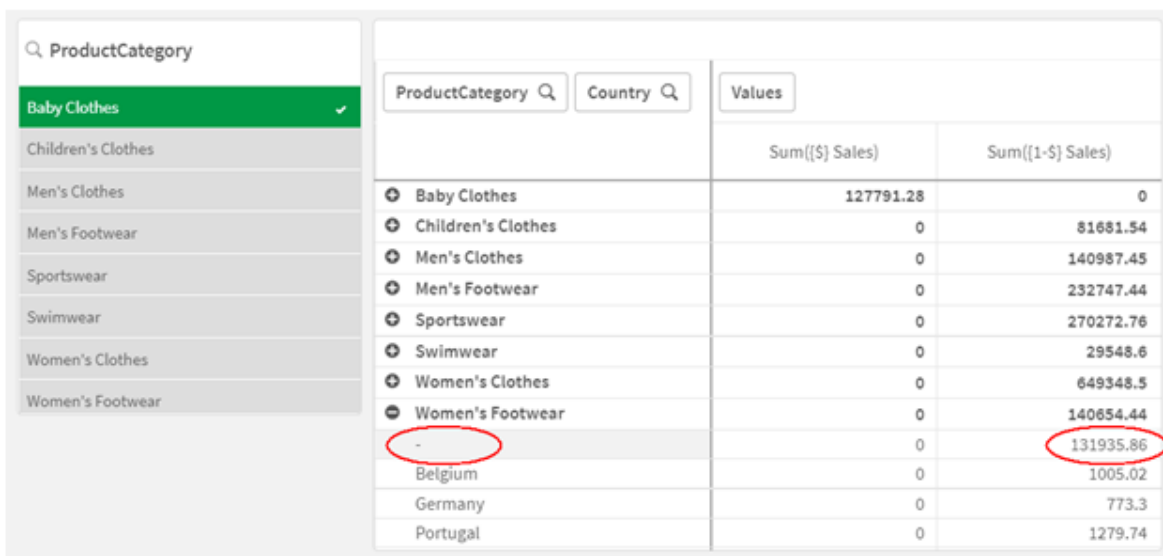 ProductCategory
Baby Clothes
Children's Clothes
Men's Clothes
Men's Footwear
Sportswear
Swimwear
Women's Clothes
Women's Footwear
ProductCategory Country Values
Sum({$} Sales) Sum({1-$} Sales)
Baby Clothes 127791.28 0
Children's Clothes 0 81681.54
Men's Clothes 0 140987.45
Men's Footwear 0 232747.44
Sportswear 0 270272.76
Swimwear 0 29548.6
Women's Clothes 0 649348.5
Women's Footwear 0 140654.44
- 0 131935.86
Belgium 0 1005.02
Germany 0 773.3
Portugal 0 1279.74